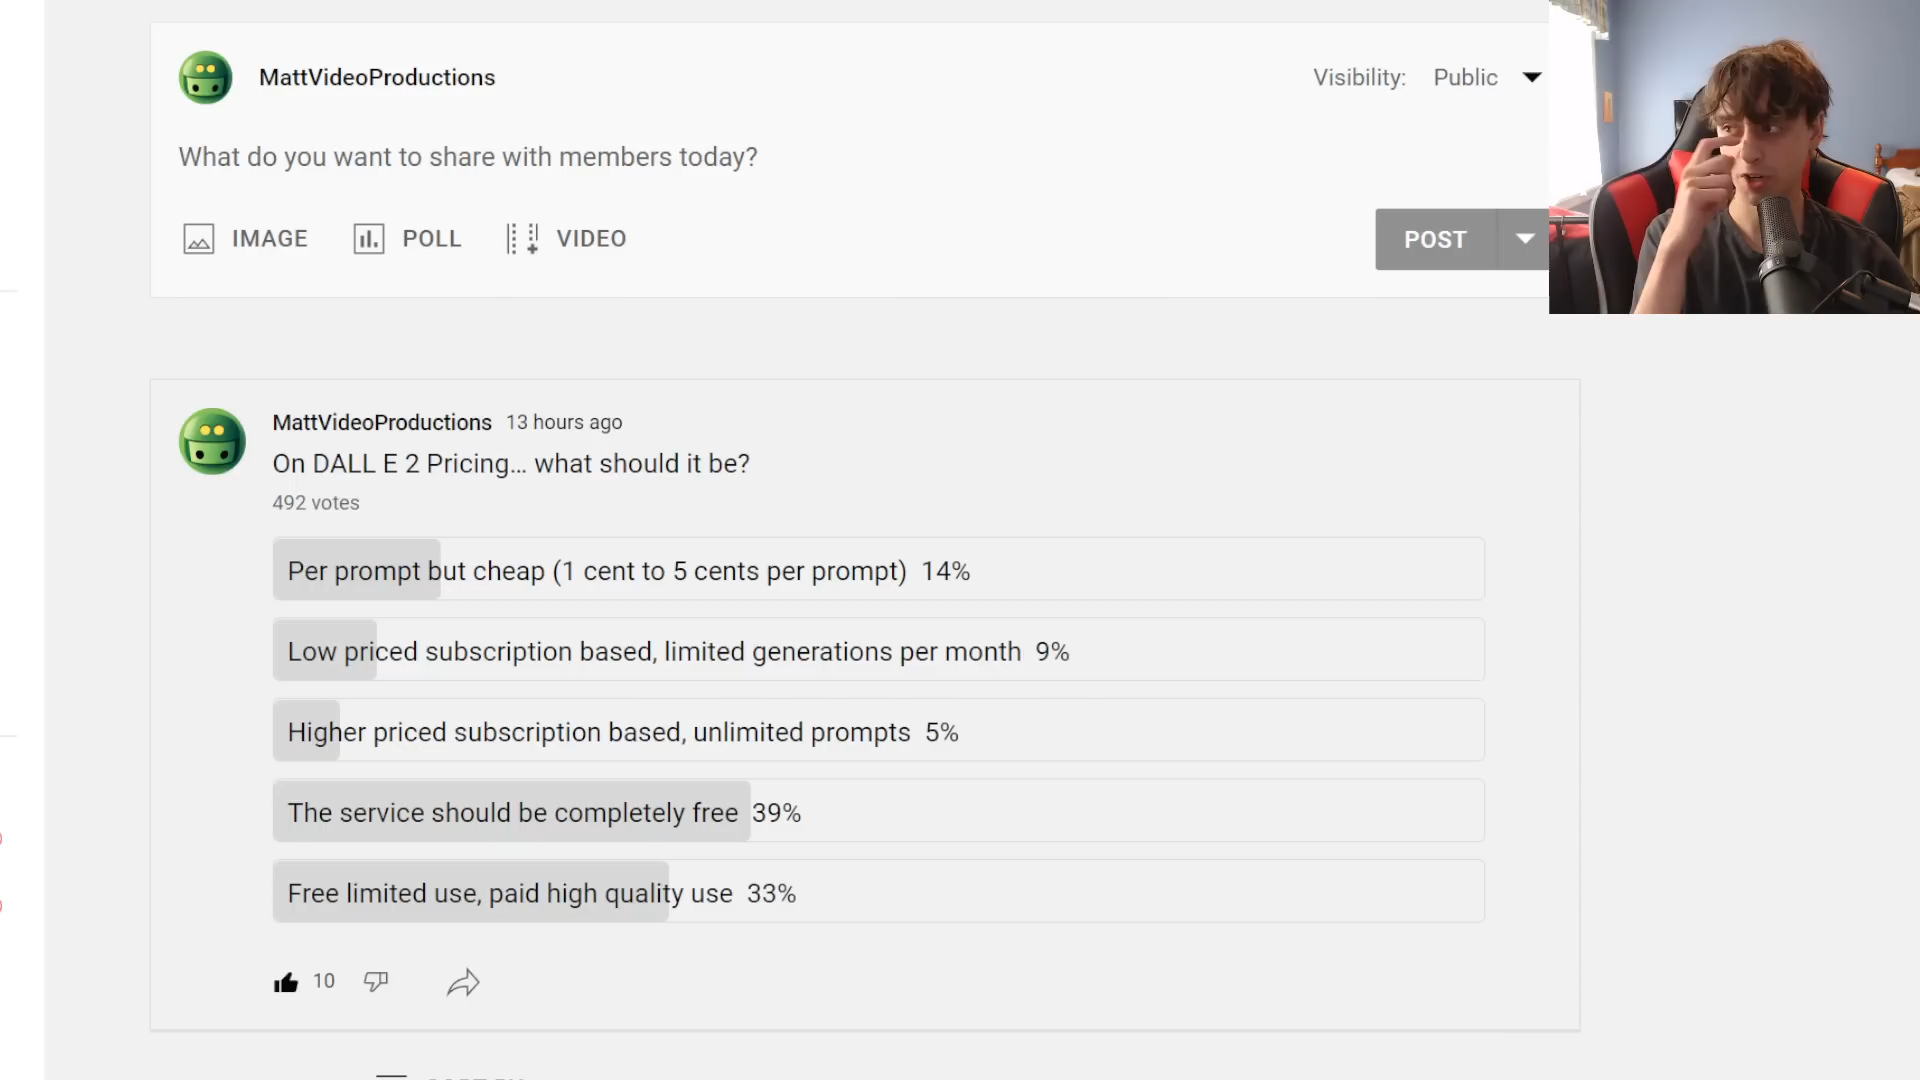 MattVideoProductions
Visibility: Public
What do you want to share with members today?
IMAGE POLL VIDEO
POST
MattVideoProductions 13 hours ago
On DALL E 2 Pricing... what should it be?
492 votes
Per prompt but cheap (1 cent to 5 cents per prompt) 14%
Low priced subscription based, limited generations per month 9%
Higher priced subscription based, unlimited prompts 5%
The service should be completely free 39%
Free limited use, paid high quality use 33%
10